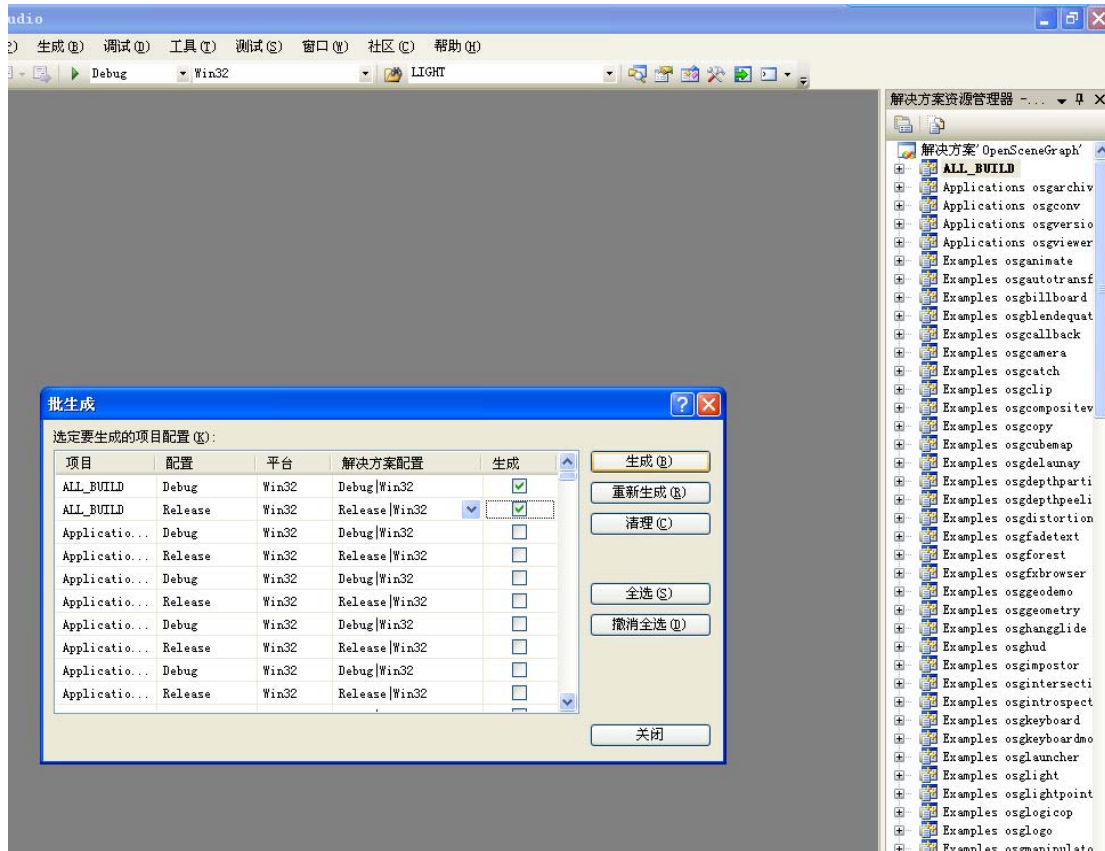 udio
生成(B) 调试(D) 工具(T) 测试(S) 窗口(W) 社区(C) 帮助(H)
Debug Win32 LIGHT
解决方案资源管理器 -...
解决方案'OpenSceneGraph'
ALL_BUILD
Applications osgarchiv
Applications osgconv
Applications osgversio
Applications osgviewer
Examples osganimate
Examples osgautotransf
Examples osgbillboard
Examples osgblendequat
Examples osgcallback
Examples osgcamera
Examples osgcatch
Examples osgclip
Examples osgcompositev
Examples osgcopy
Examples osgcubemap
Examples osgdelaunay
Examples osgdepthparti
Examples osgdepthpeeli
Examples osgdistortion
Examples osgfadetext
Examples osgforest
Examples osgfxbrowser
Examples osggeodemo
Examples osggeometry
Examples osghangglide
Examples osghud
Examples osgimpostor
Examples osgintersecti
Examples osgintrospect
Examples osgkeyboard
Examples osgkeyboardmo
Examples osglauncher
Examples osglight
Examples osglightpoint
Examples osglogicop
Examples osglogo
Examples osgmanipulato
批生成
选定要生成的项目配置(K):
项目 配置 平台 解决方案配置 生成
ALL_BUILD Debug Win32 Debug|Win32
ALL_BUILD Release Win32 Release|Win32
Applicatio... Debug Win32 Debug|Win32
Applicatio... Release Win32 Release|Win32
Applicatio... Debug Win32 Debug|Win32
Applicatio... Release Win32 Release|Win32
Applicatio... Debug Win32 Debug|Win32
Applicatio... Release Win32 Release|Win32
Applicatio... Debug Win32 Debug|Win32
Applicatio... Release Win32 Release|Win32
生成(B)
重新生成(R)
清理(C)
全选(S)
撤消全选(D)
关闭